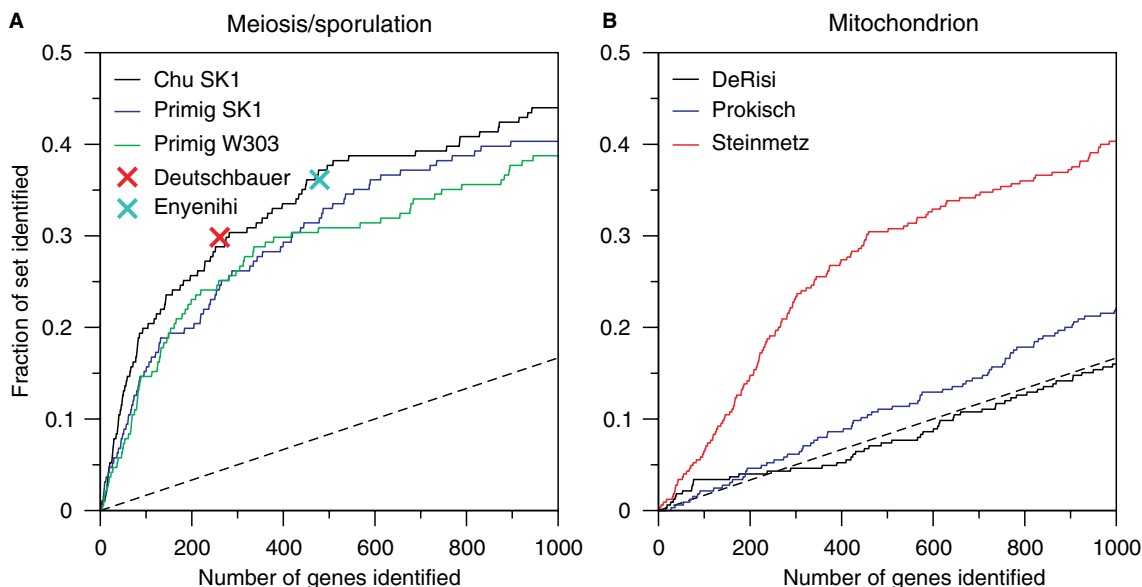 A
Meiosis/sporulation
Fraction of set identified
0.5
0.4
0.3
0.2
0.1
0
Chu SK1
Primig SK1
Primig W303
Deutschbauer
Enyenihi
0 200 400 600 800 1000
Number of genes identified
B
Mitochondrion
0.5
0.4
0.3
0.2
0.1
0
DeRisi
Prokisch
Steinmetz
0 200 400 600 800 1000
Number of genes identified